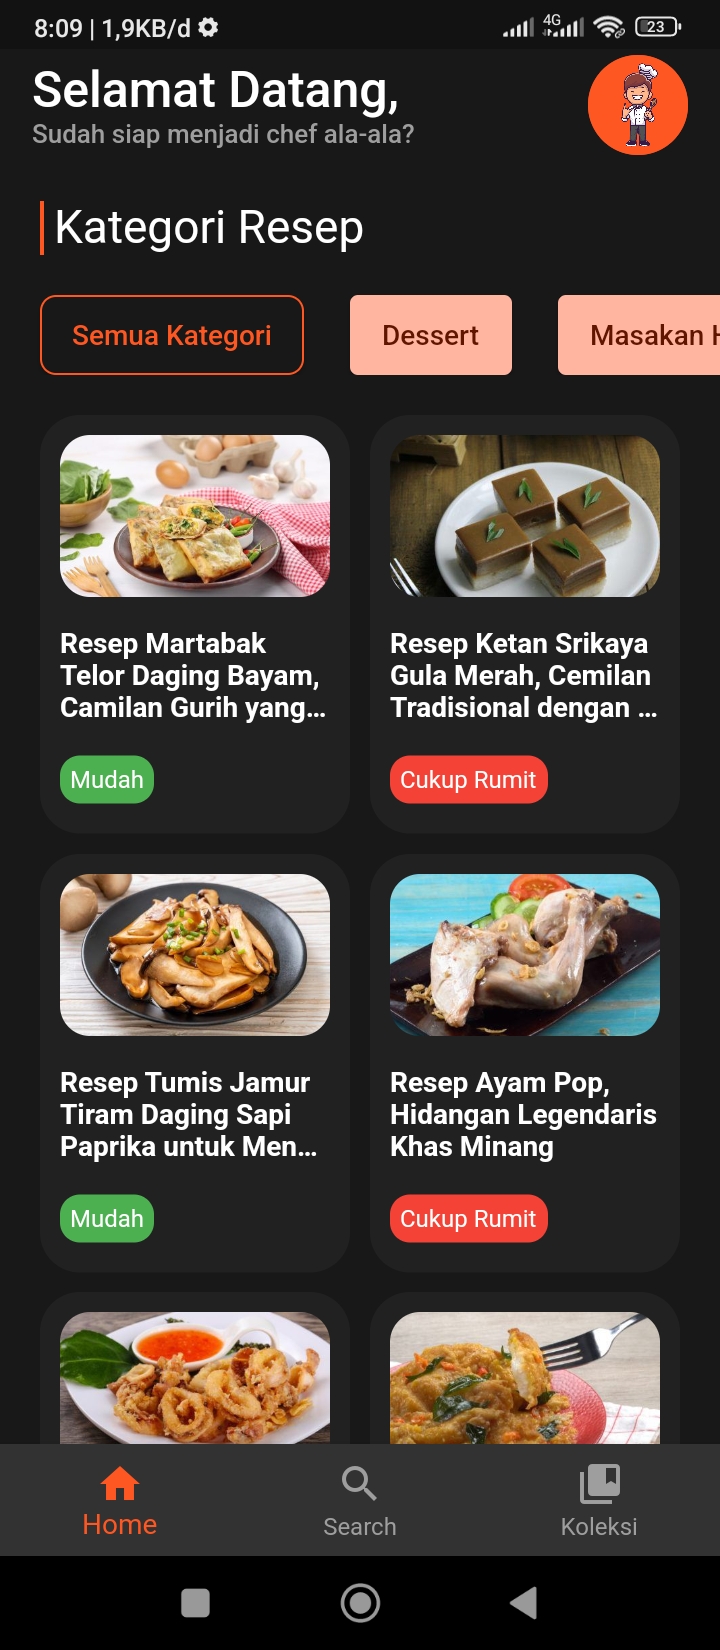 8:09 | 1,9KB/d
4G
23
Selamat Datang,
Sudah siap menjadi chef ala-ala?
Kategori Resep
Semua Kategori
Dessert
Masakan H
Resep Martabak
Telor Daging Bayam,
Camilan Gurih yang...
Resep Ketan Srikaya
Gula Merah, Cemilan
Tradisional dengan ...
Mudah
Cukup Rumit
Resep Tumis Jamur
Tiram Daging Sapi
Paprika untuk Men...
Resep Ayam Pop,
Hidangan Legendaris
Khas Minang
Mudah
Cukup Rumit
Home
Search
Koleksi